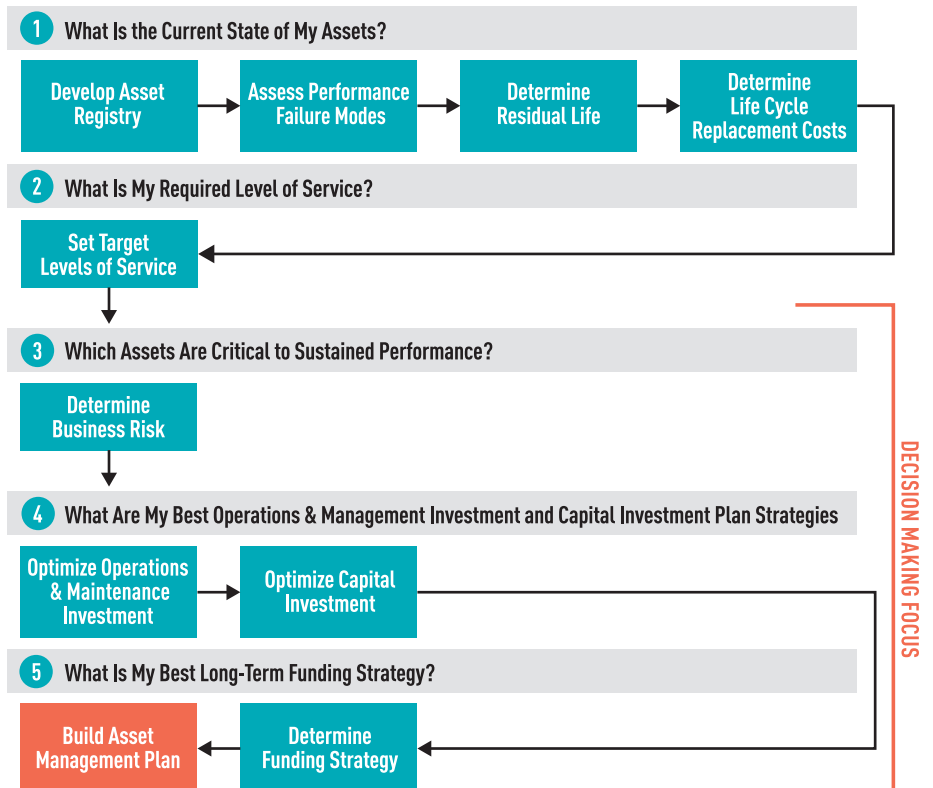 1 What Is the Current State of My Assets?
Develop Asset
Registry
Assess Performance
Failure Modes
Determine
Residual Life
Determine
Life Cycle
Replacement Costs
2 What Is My Required Level of Service?
Set Target
Levels of Service
3 Which Assets Are Critical to Sustained Performance?
Determine
Business Risk
4 What Are My Best Operations & Management Investment and Capital Investment Plan Strategies
Optimize Operations
& Maintenance
Investment
Optimize Capital
Investment
5 What Is My Best Long-Term Funding Strategy?
Build Asset
Management Plan
Determine
Funding Strategy
DECISION MAKING FOCUS